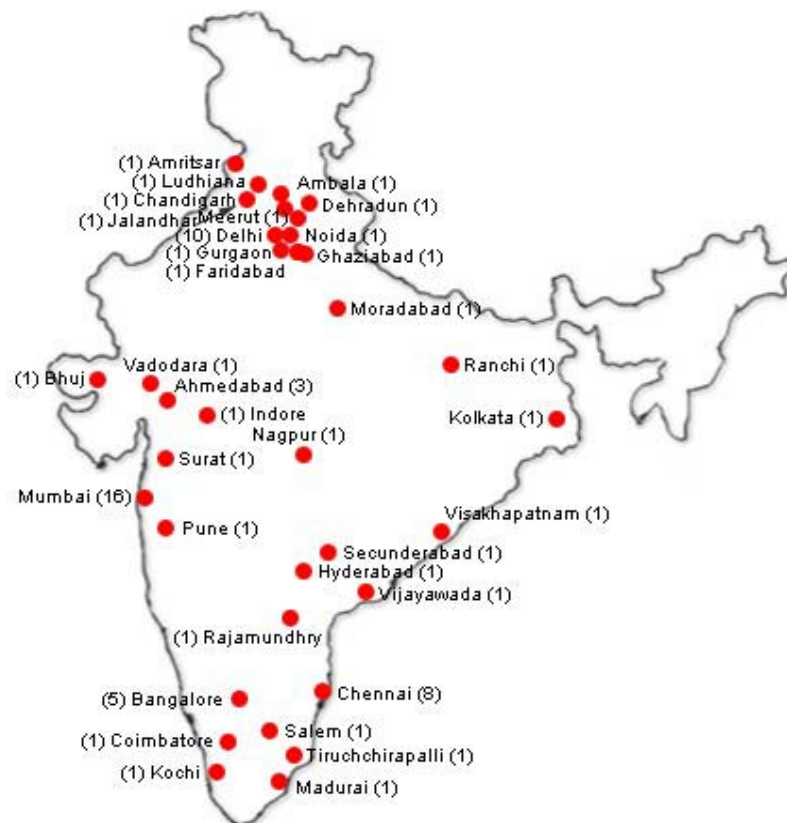 (1) Amritsar
(1) Ludhiana
Ambala (1)
(1) Chandigarh
Dehradun (1)
(1) Jalandhar
Meerut (1)
(10) Delhi
Noida (1)
(1) Gurgaon
Ghaziabad (1)
(1) Faridabad
Moradabad (1)
Vadodara (1)
Ranchi (1)
(1) Bhuj
Ahmedabad (3)
(1) Indore
Kolkata (1)
Nagpur (1)
Surat (1)
Mumbai (16)
Visakhapatnam (1)
Pune (1)
Secunderabad (1)
Hyderabad (1)
Vijayawada (1)
(1) Rajamundhry
Chennai (8)
(5) Bangalore
Salem (1)
(1) Coimbatore
Tiruchchirapalli (1)
(1) Kochi
Madurai (1)